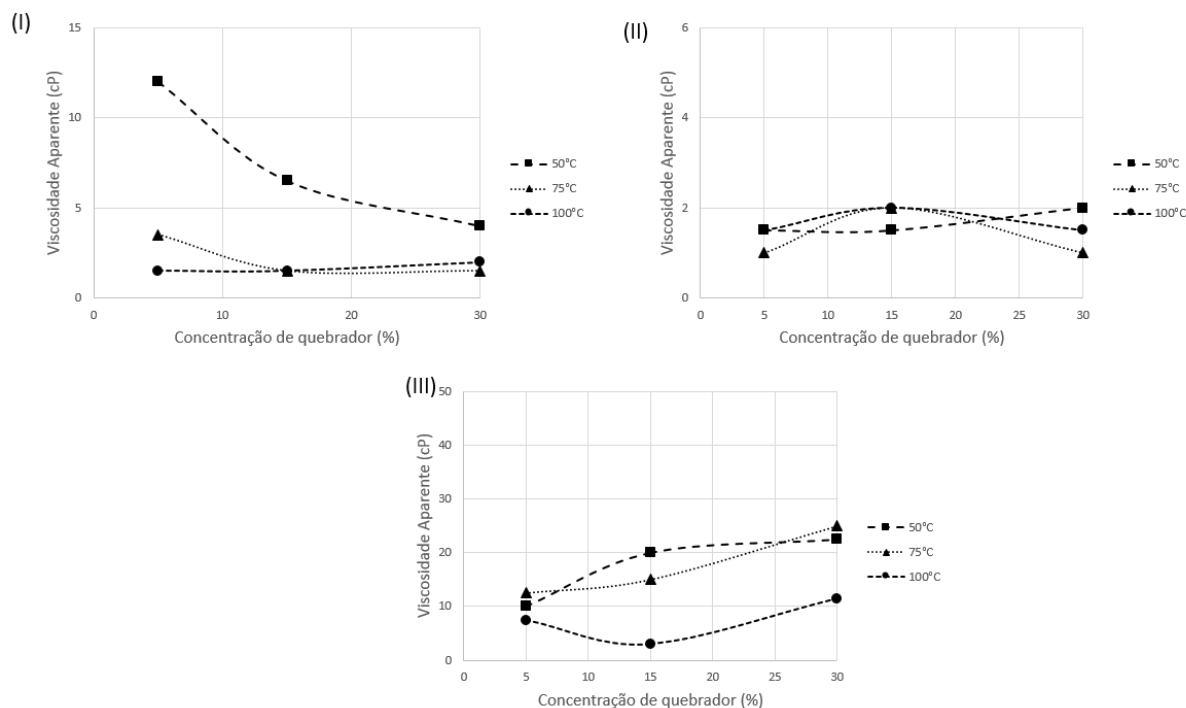 (I)
Viscosidade Aparente (cP)
15
10
5
0
0
10
20
30
Concentração de quebrador (%)
50°C
75°C
100°C
(II)
Viscosidade Aparente (cP)
6
4
2
0
0
5
10
15
20
25
30
Concentração de quebrador (%)
50°C
75°C
100°C
(III)
Viscosidade Aparente (cP)
50
40
30
20
10
0
0
5
10
15
20
25
30
Concentração de quebrador (%)
50°C
75°C
100°C